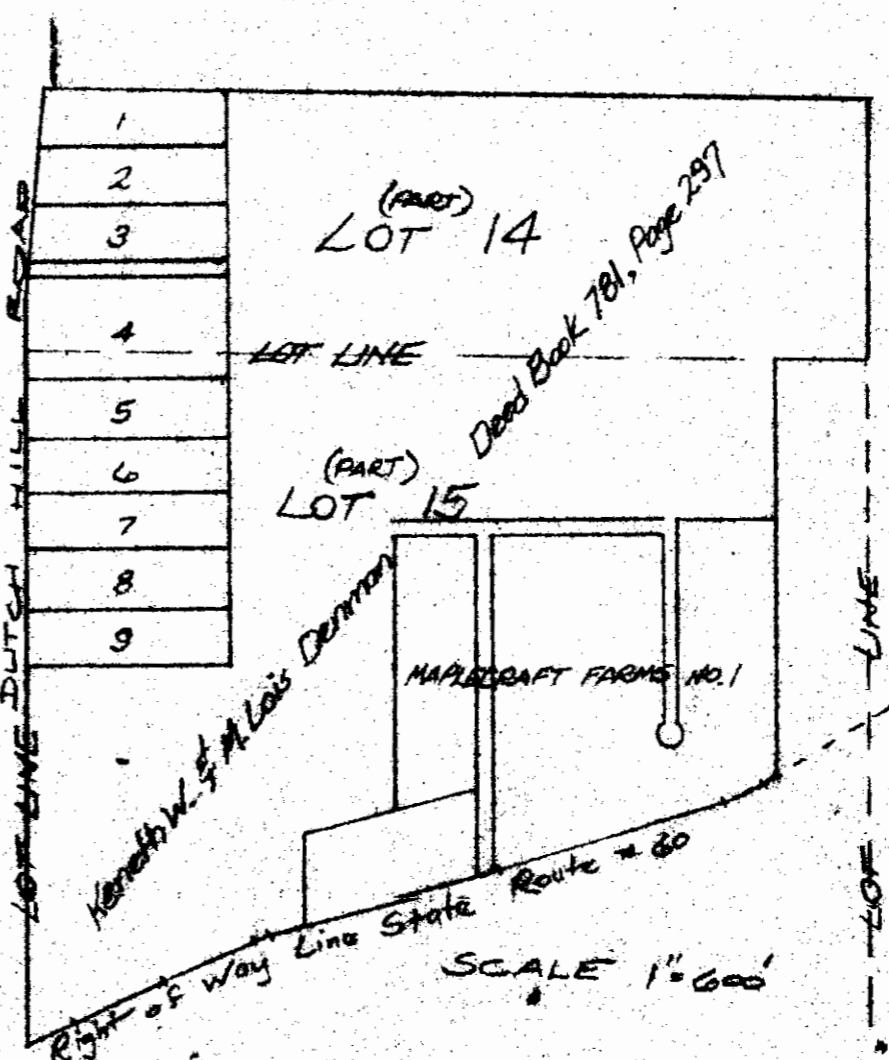 1
2
3
4
5
6
7
8
9
(PART)
LOT 14
Deed Book 781, Page 297
LOT LINE
(PART)
LOT 15
Kenneth W. & M. Lois Denman
MAPLECRAFT FARMS NO. 1
LOT LINE DUTCH HILL ROAD
LOT LINE
Right of Way Line State Route # 60
SCALE 1"=600'